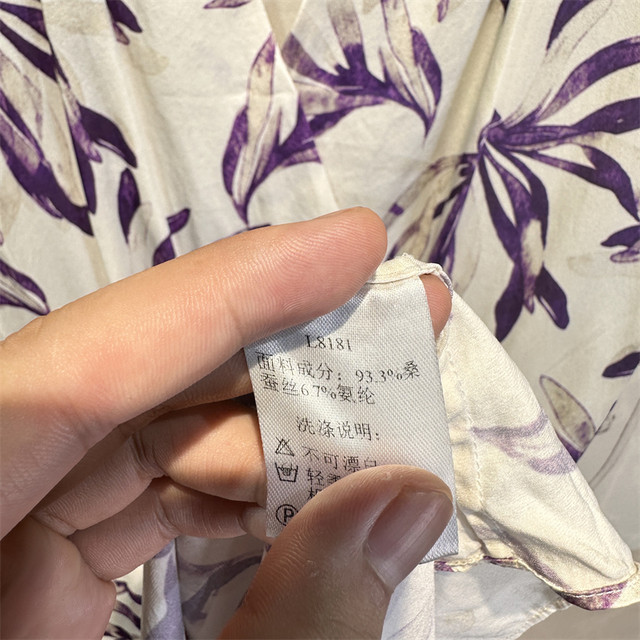 L8181
面料成分：93.3%桑
蚕丝6.7%氨纶
洗涤说明：
不可漂白
轻柔
P